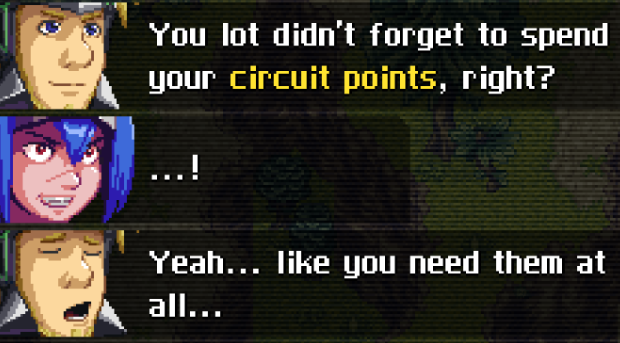 You lot didn't forget to spend
your circuit points, right?
...!
Yeah... like you need them at
all...